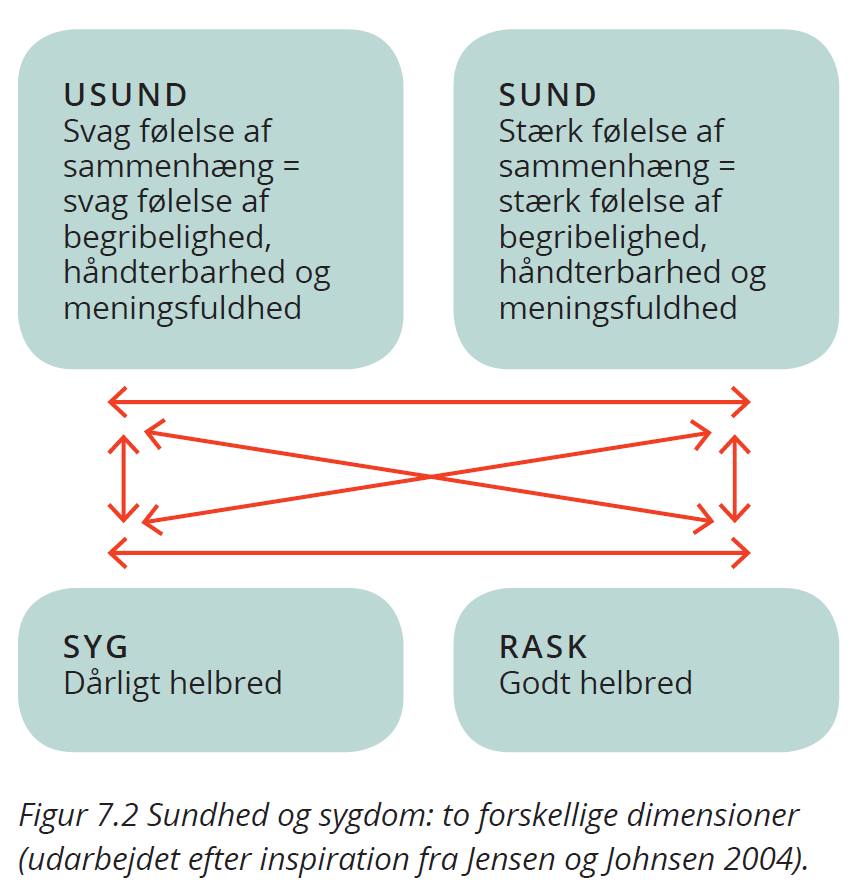 USUND
Svag følelse af
sammenhæng =
svag følelse af
begribelighed,
håndterbarhed og
meningsfuldhed
SUND
Stærk følelse af
sammenhæng =
stærk følelse af
begribelighed,
håndterbarhed og
meningsfuldhed
SYG
Dårligt helbred
RASK
Godt helbred
Figur 7.2 Sundhed og sygdom: to forskellige dimensioner
(udarbejdet efter inspiration fra Jensen og Johnsen 2004).